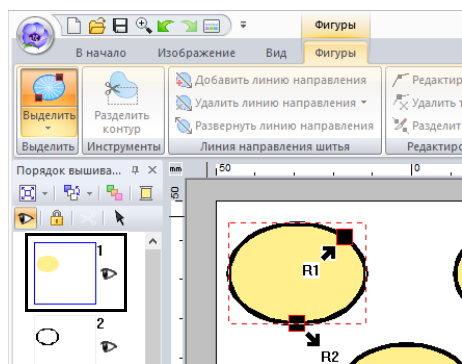 Фигуры
В начало Изображение Вид Фигуры
Выделить
Разделить контур
Добавить линию направления
Удалить линию направления
Развернуть линию направления
Редактир
Удалить т
Разделит
Выделить Инструменты Линия направления шитья Редактиро
Порядок вышива...
mm 50 0
50
1
2
R1
R2